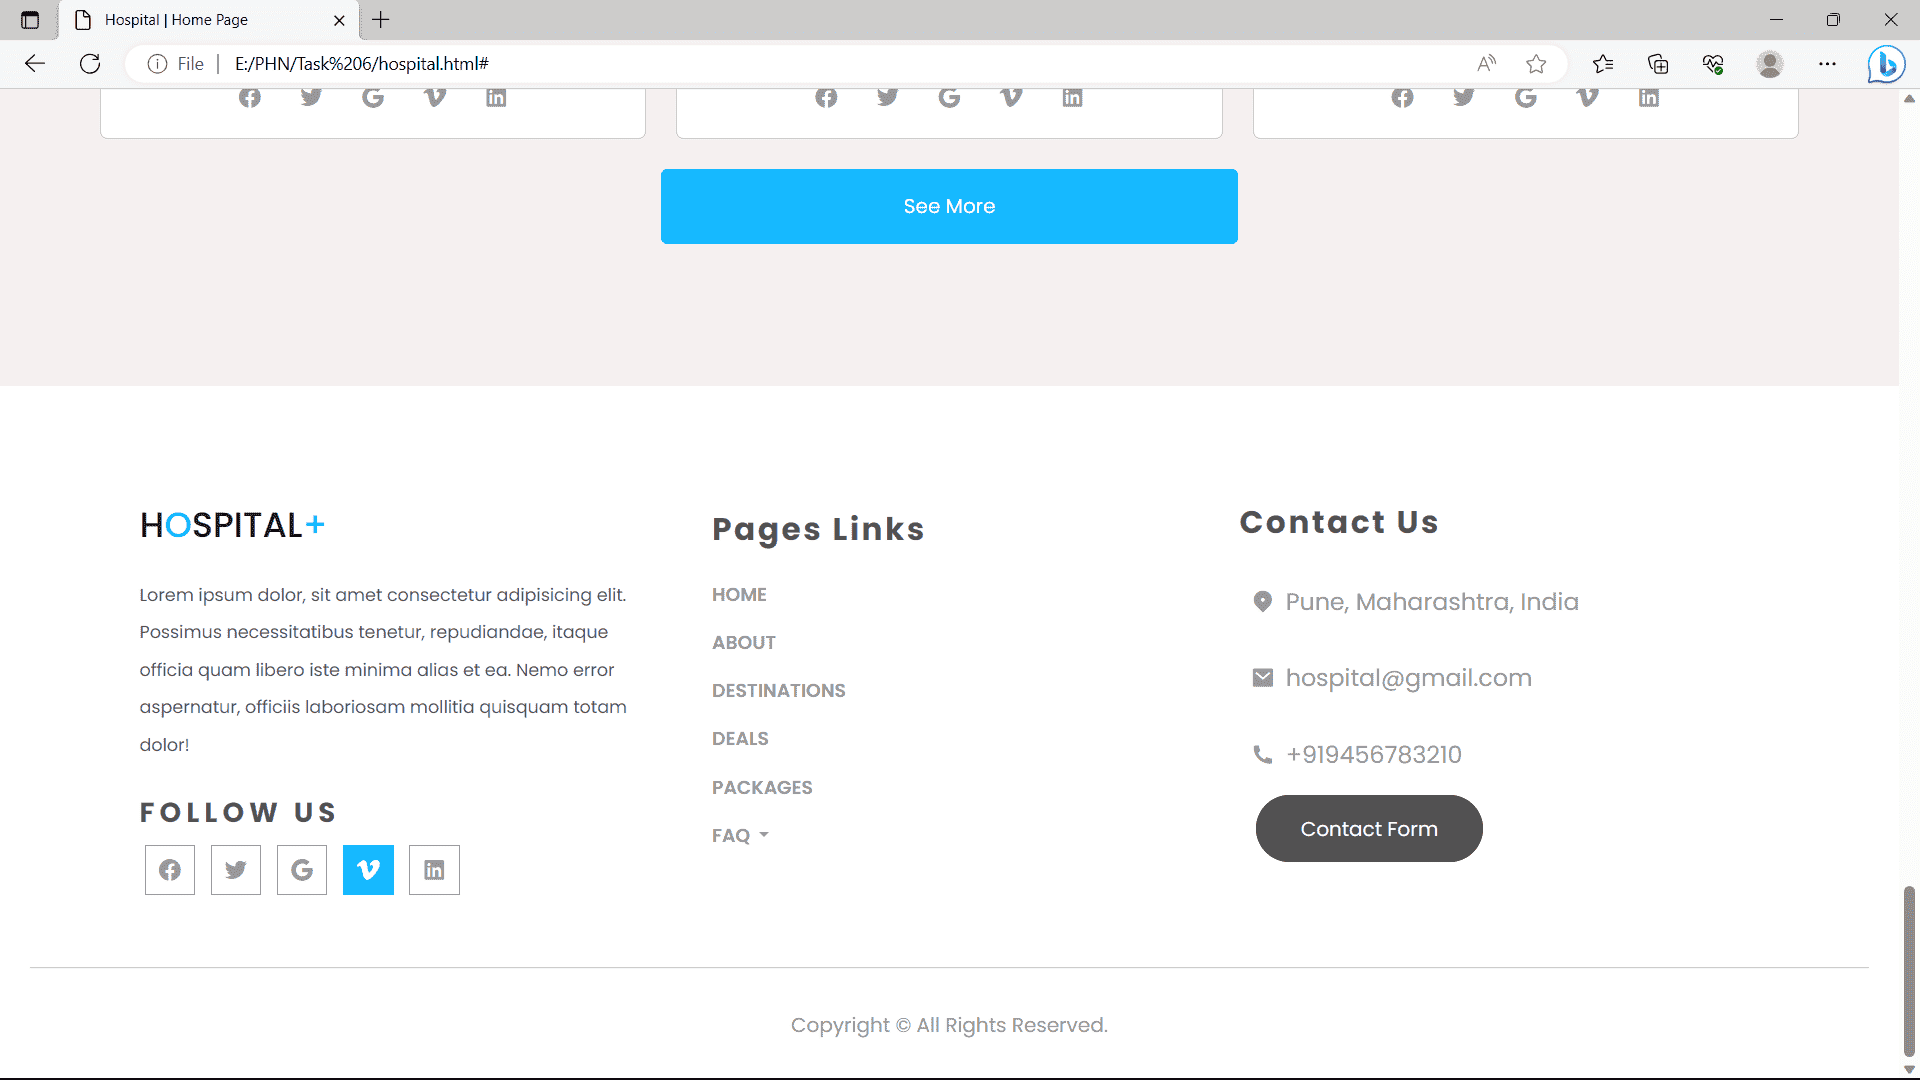 Hospital | Home Page
File
E:/PHN/Task%206/hospital.html#
See More
HOSPITAL+
Lorem ipsum dolor, sit amet consectetur adipisicing elit.
Possimus necessitatibus tenetur, repudiandae, itaque
officia quam libero iste minima alias et ea. Nemo error
aspernatur, officiis laboriosam mollitia quisquam totam
dolor!
FOLLOW US
Pages Links
HOME
ABOUT
DESTINATIONS
DEALS
PACKAGES
FAQ
Contact Us
Pune, Maharashtra, India
hospital@gmail.com
+919456783210
Contact Form
Copyright © All Rights Reserved.